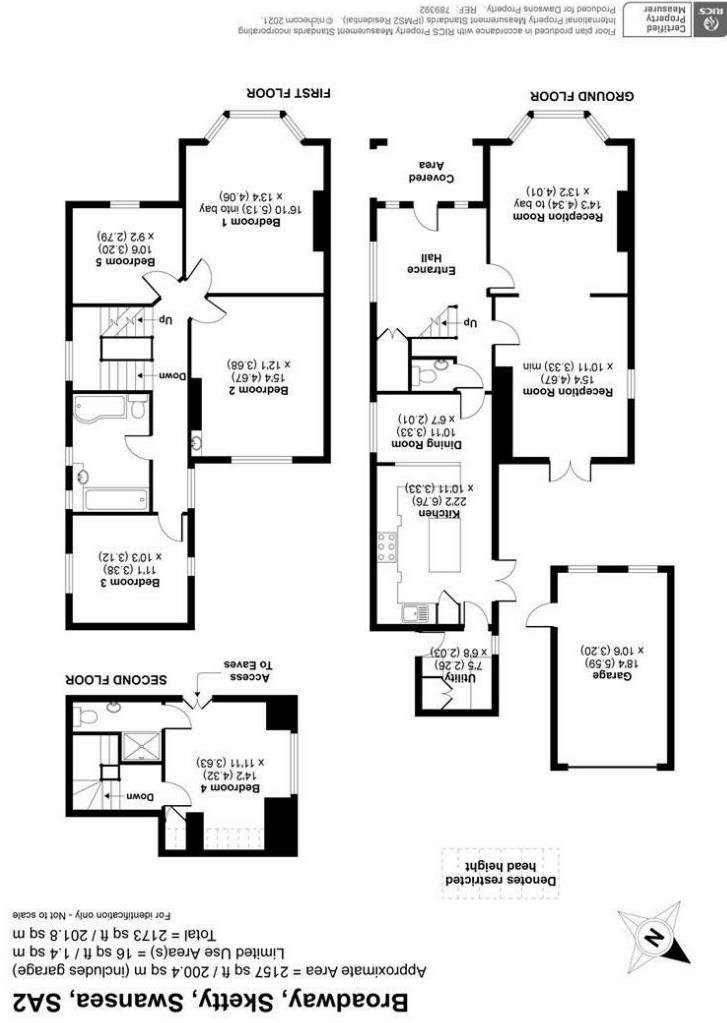 Broadway, Sketty, Swansea, SA2
Approximate Area = 2157 sq ft / 200.4 sq m (includes garage)
Limited Use Area(s) = 16 sq ft / 1.4 sq m
Total = 2173 sq ft / 201.8 sq m
For identification only - Not to scale
N
Denotes restricted
head height
Bedroom 4
14'2 (4.32)
x 11'11 (3.63)
Down
Access
To Eaves
SECOND FLOOR
Garage
18'4 (5.59)
x 10'6 (3.20)
Utility
7'5 (2.26)
x 6'8 (2.03)
Kitchen
22'2 (6.76)
x 10'11 (3.33)
Dining Room
10'11 (3.33)
x 6'7 (2.01)
Reception Room
15'4 (4.67)
x 10'11 (3.33) min
Up
Entrance
Hall
Reception Room
14'3 (4.34) to bay
x 13'2 (4.01)
Covered
Area
GROUND FLOOR
Bedroom 3
11'1 (3.38)
x 10'3 (3.12)
Bedroom 2
15'4 (4.67)
x 12'1 (3.68)
Down
Up
Bedroom 5
10'6 (3.20)
x 9'2 (2.79)
Bedroom 1
16'10 (5.13) into bay
x 13'4 (4.06)
FIRST FLOOR
RICS
Certified
Property
Measurer
Floor plan produced in accordance with RICS Property Measurement Standards incorporating
International Property Measurement Standards (IPMS2 Residential). © nichecom 2021.
Produced for Dawsons Property. REF: 789392